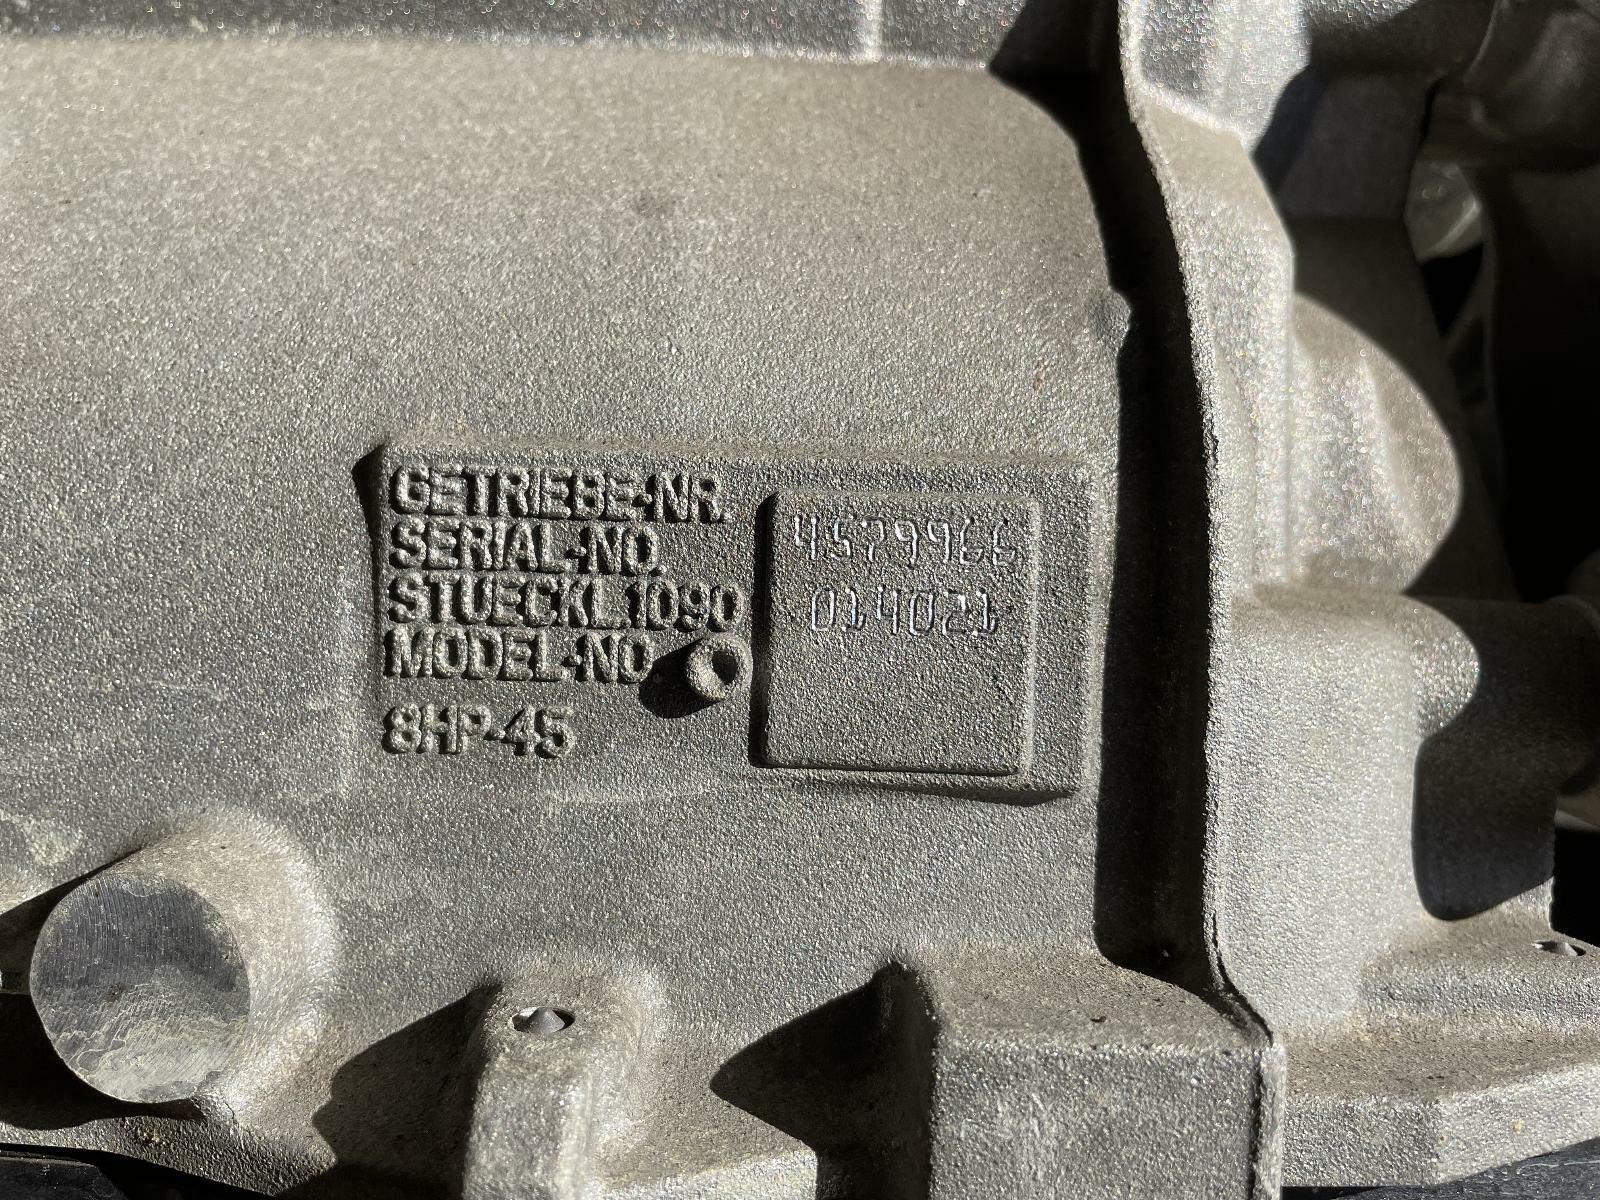 GETRIEBE-NR.
SERIAL-NO.
STUECKL.1090
MODEL-NO
8HP-45
4579966
014021